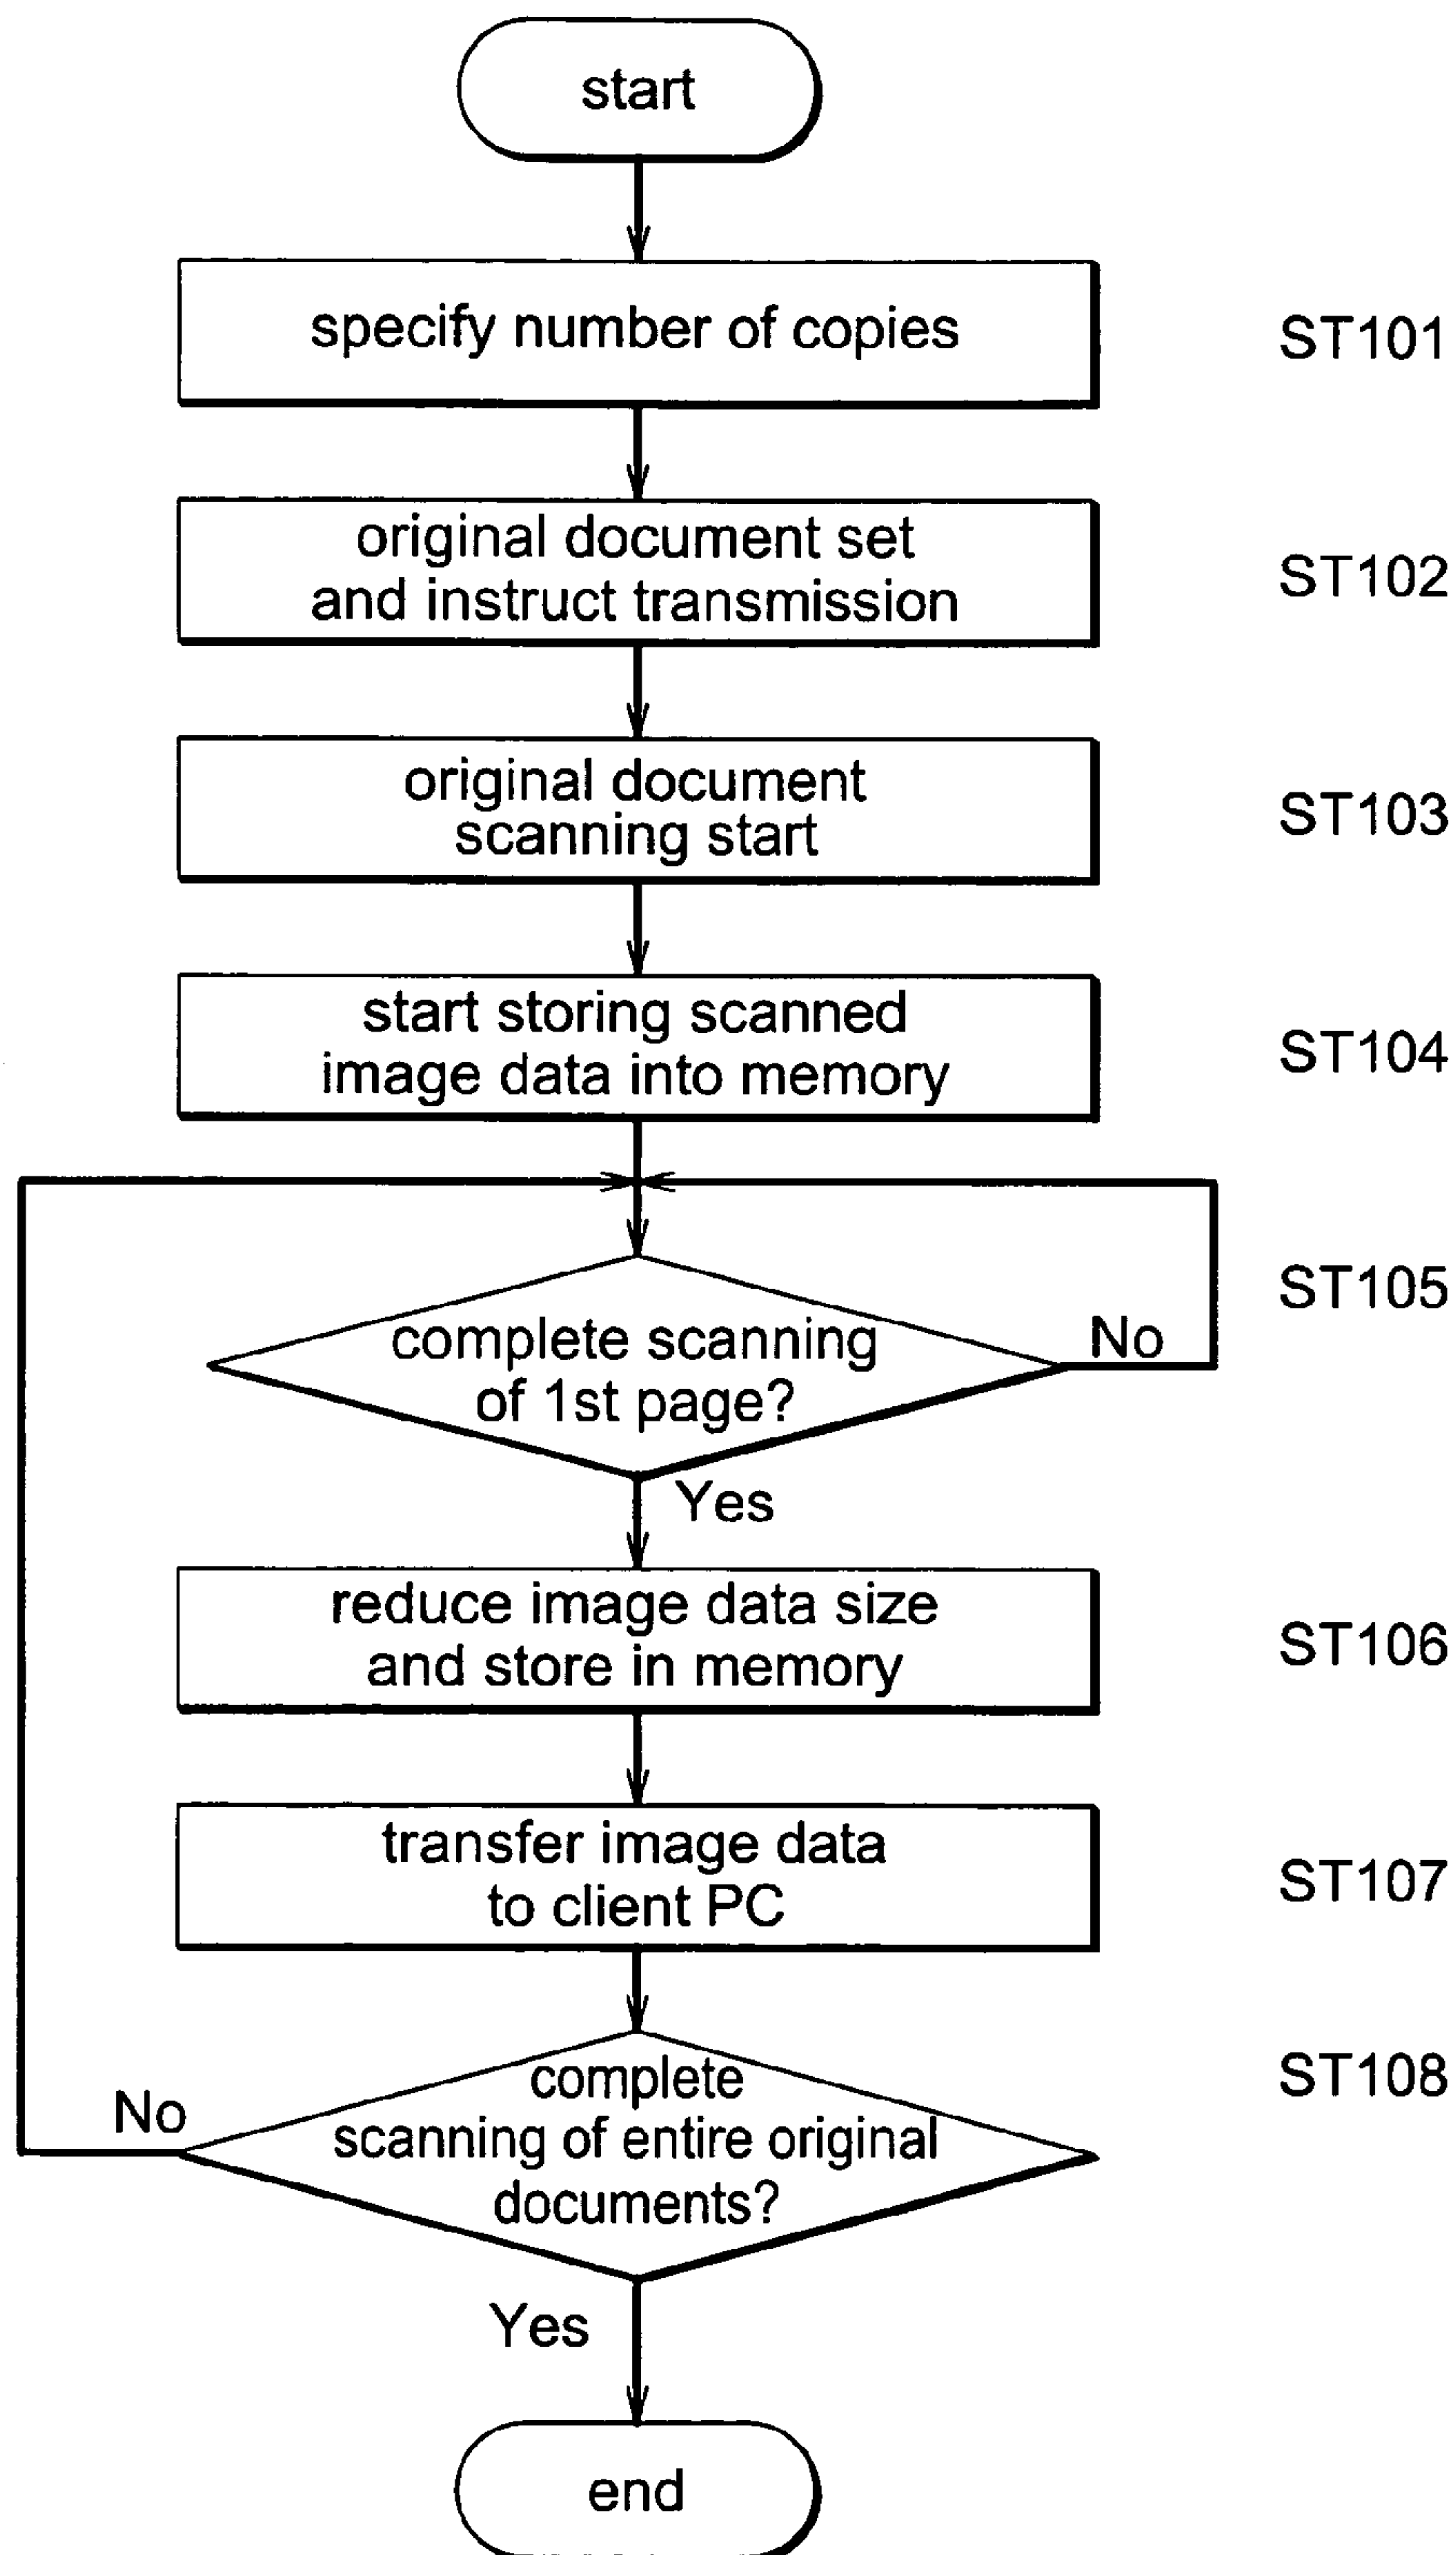 start
specify number of copies
ST101
original document set
and instruct transmission
ST102
original document
scanning start
ST103
start storing scanned
image data into memory
ST104
complete scanning
of 1st page?
No
ST105
Yes
reduce image data size
and store in memory
ST106
transfer image data
to client PC
ST107
complete
scanning of entire original
documents?
No
ST108
Yes
end